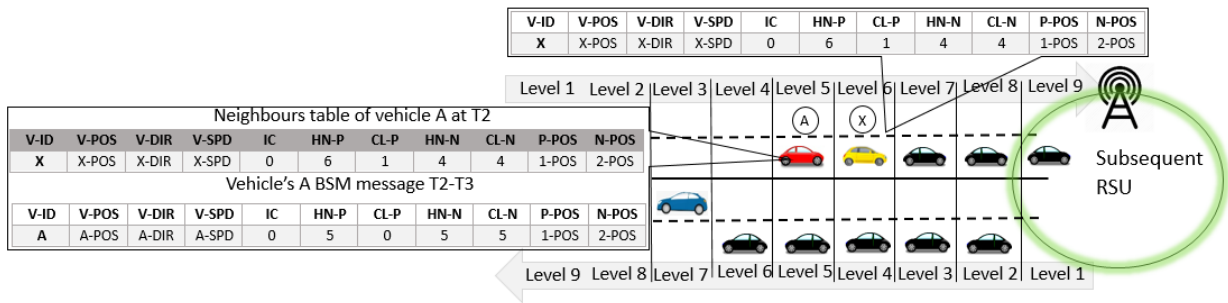 V-ID V-POS V-DIR V-SPD IC HN-P CL-P HN-N CL-N P-POS N-POS
X X-POS X-DIR X-SPD 0 6 1 4 4 1-POS 2-POS
Level 1 Level 2 Level 3 Level 4 Level 5 Level 6 Level 7 Level 8 Level 9
Neighbours table of vehicle A at T2
V-ID V-POS V-DIR V-SPD IC HN-P CL-P HN-N CL-N P-POS N-POS
X X-POS X-DIR X-SPD 0 6 1 4 4 1-POS 2-POS
Vehicle's A BSM message T2-T3
V-ID V-POS V-DIR V-SPD IC HN-P CL-P HN-N CL-N P-POS N-POS
A A-POS A-DIR A-SPD 0 5 0 5 5 1-POS 2-POS
A X
Subsequent
RSU
Level 9 Level 8 Level 7 Level 6 Level 5 Level 4 Level 3 Level 2 Level 1